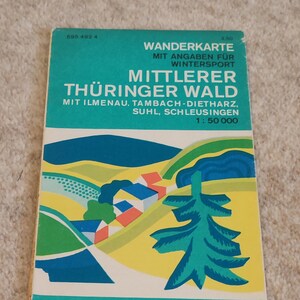 WANDERKARTE
MIT ANGABEN FÜR
WINTERSPORT
MITTLERER
THÜRINGER WALD
MIT ILMENAU, TAMBACH-DIETHARZ,
SUHL, SCHLEUSINGEN
1 : 50 000